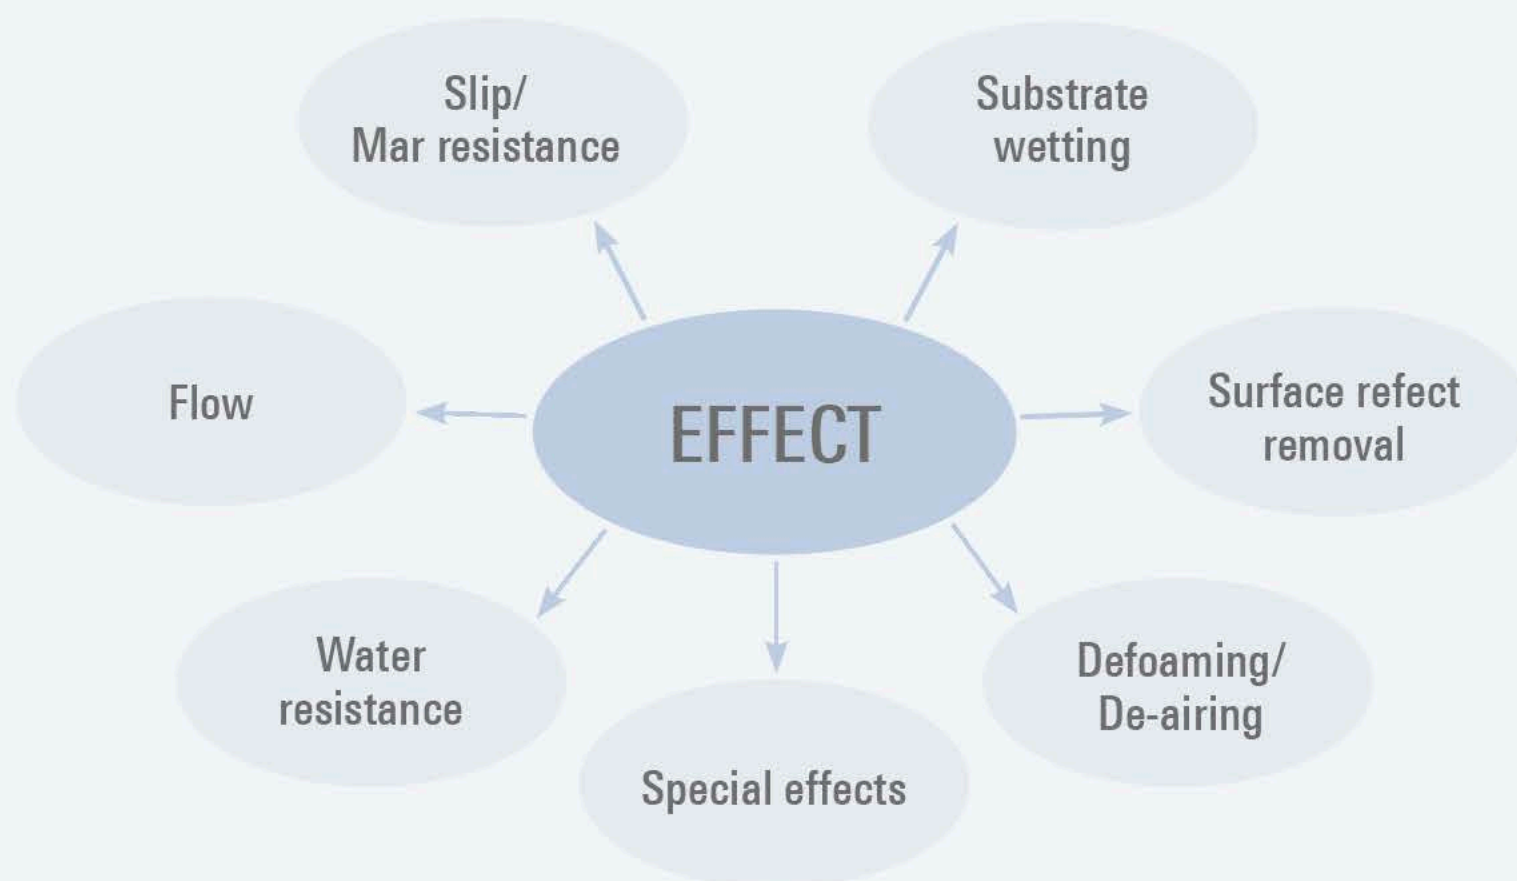 Slip/
Mar resistance
Substrate
wetting
Flow
EFFECT
Surface refect
removal
Water
resistance
Defoaming/
De-airing
Special effects